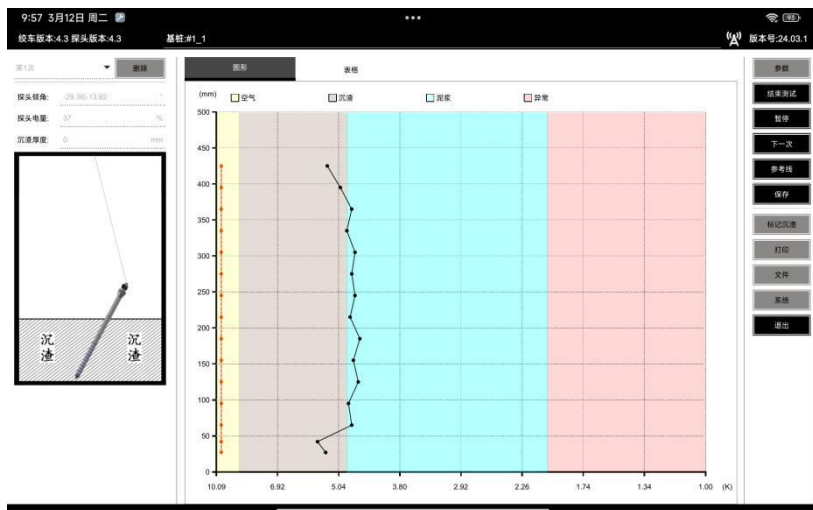 9:57 3月12日 周二
93
绞车版本:4.3 探头版本:4.3 基桩:#1_1 版本号:24.03.1
第1次 删除
探头倾角: -29.36|-13.62 °
探头电量: 37 %
沉渣厚度: 0 mm
沉渣 沉渣
图形 表格
(mm) 空气 沉渣 泥浆 异常
500
450
400
350
300
250
200
150
100
50
0
10.09 6.92 5.04 3.80 2.92 2.26 1.74 1.34 1.00 (K)
参数
结束测试
暂停
下一次
参考线
保存
标记沉渣
打印
文件
系统
退出